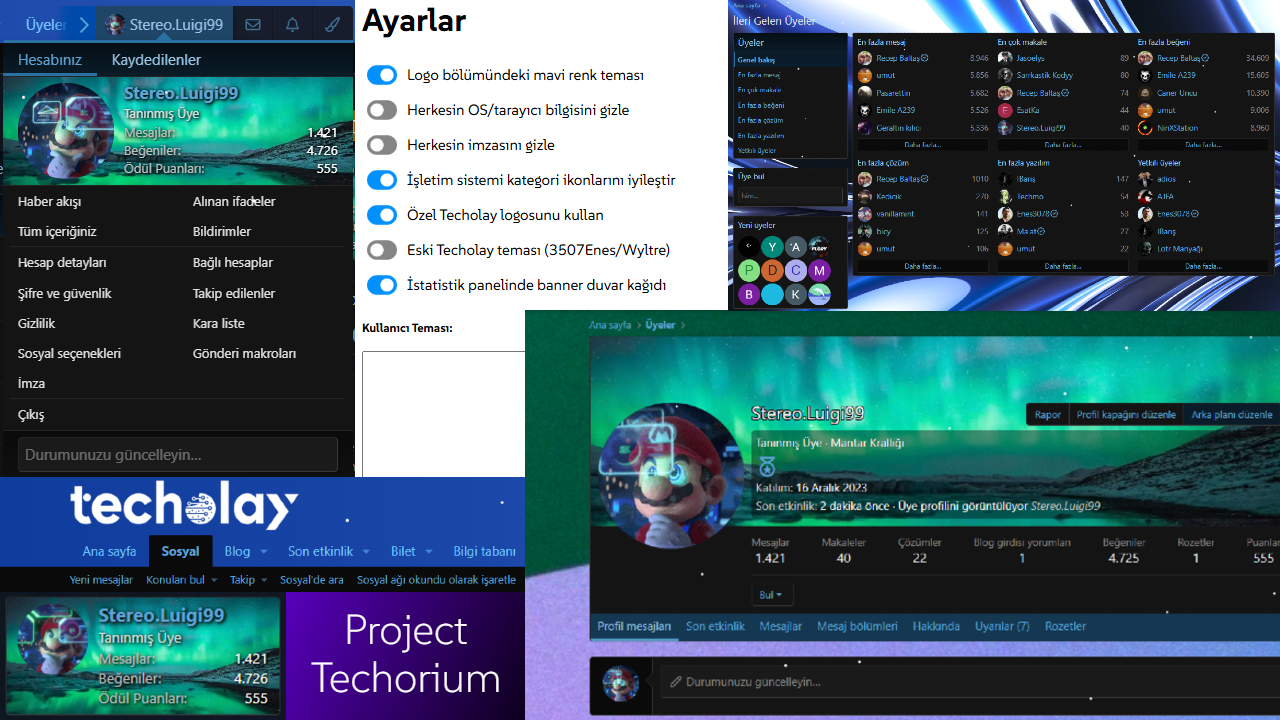 Üyeler
Stereo.Luigi99
Hesabınız
Kaydedilenler
Stereo.Luigi99
Tanınmış Üye
Mesajlar: 1.421
Beğeniler: 4.726
Ödül Puanları: 555
Haber akışı
Alınan ifadeler
Tüm içeriğiniz
Bildirimler
Hesap detayları
Bağlı hesaplar
Şifre ve güvenlik
Takip edilenler
Gizlilik
Kara liste
Sosyal seçenekleri
Gönderi makroları
İmza
Çıkış
Durumunuzu güncelleyin...
Ayarlar
Logo bölümündeki mavi renk teması
Herkesin OS/tarayıcı bilgisini gizle
Herkesin imzasını gizle
İşletim sistemi kategori ikonlarını iyileştir
Özel Techolay logosunu kullan
Eski Techolay teması (3507Enes/Wyltre)
İstatistik panelinde banner duvar kağıdı
Kullanıcı Teması:
Ana sayfa
İleri Gelen Üyeler
Üyeler
Genel bakış
En fazla mesaj
En çok makale
En fazla beğeni
En fazla çözüm
En fazla yazılım
Yetkili üyeler
Üye bul
İsim...
Yeni üyeler
Y
A
P
D
C
M
B
K
En fazla mesaj
Recep Baltaş 8.946
umut 5.856
Pasarettin 5.682
Emile A239 5.526
Geraltın kılıcı 5.336
Daha fazla...
En çok makale
Jasoelys 89
Sarrkastik Kedyy 80
Recep Baltaş 74
E EsatKa 44
Stereo.Luigi99 40
Daha fazla...
En fazla beğeni
Recep Baltaş 34.609
Emile A239 15.605
Caner Uncu 10.390
umut 9.006
NiniXStation 8.960
Daha fazla...
En fazla çözüm
Recep Baltaş 1010
Kedicik 270
vanillamint 141
bicy 125
umut 106
Daha fazla...
En fazla yazılım
IBarış 147
Techmo 54
Enes3078 53
Ma'at 27
umut 22
Daha fazla...
Yetkili üyeler
adios
AJFA
Enes3078
IBarış
Lotr Manyağı
Daha fazla...
techolay
Ana sayfa
Sosyal
Blog
Son etkinlik
Bilet
Bilgi tabanı
Yeni mesajlar
Konuları bul
Takip
Sosyal'de ara
Sosyal ağı okundu olarak işaretle
Stereo.Luigi99
Tanınmış Üye
Mesajlar: 1.421
Beğeniler: 4.726
Ödül Puanları: 555
Project
Techorium
Ana sayfa
Üyeler
Stereo.Luigi99
Rapor
Profil kapağını düzenle
Arka planı düzenle
Tanınmış Üye · Mantar Krallığı
Katılım: 16 Aralık 2023
Son etkinlik: 2 dakika önce · Üye profilini görüntülüyor Stereo.Luigi99
Mesajlar
Makaleler
Çözümler
Blog girdisi yorumları
Beğeniler
Rozetler
Puanlar
1.421
40
22
1
4.725
1
555
Bul
Profil mesajları
Son etkinlik
Mesajlar
Mesaj bölümleri
Hakkında
Uyarılar (7)
Rozetler
Durumunuzu güncelleyin...